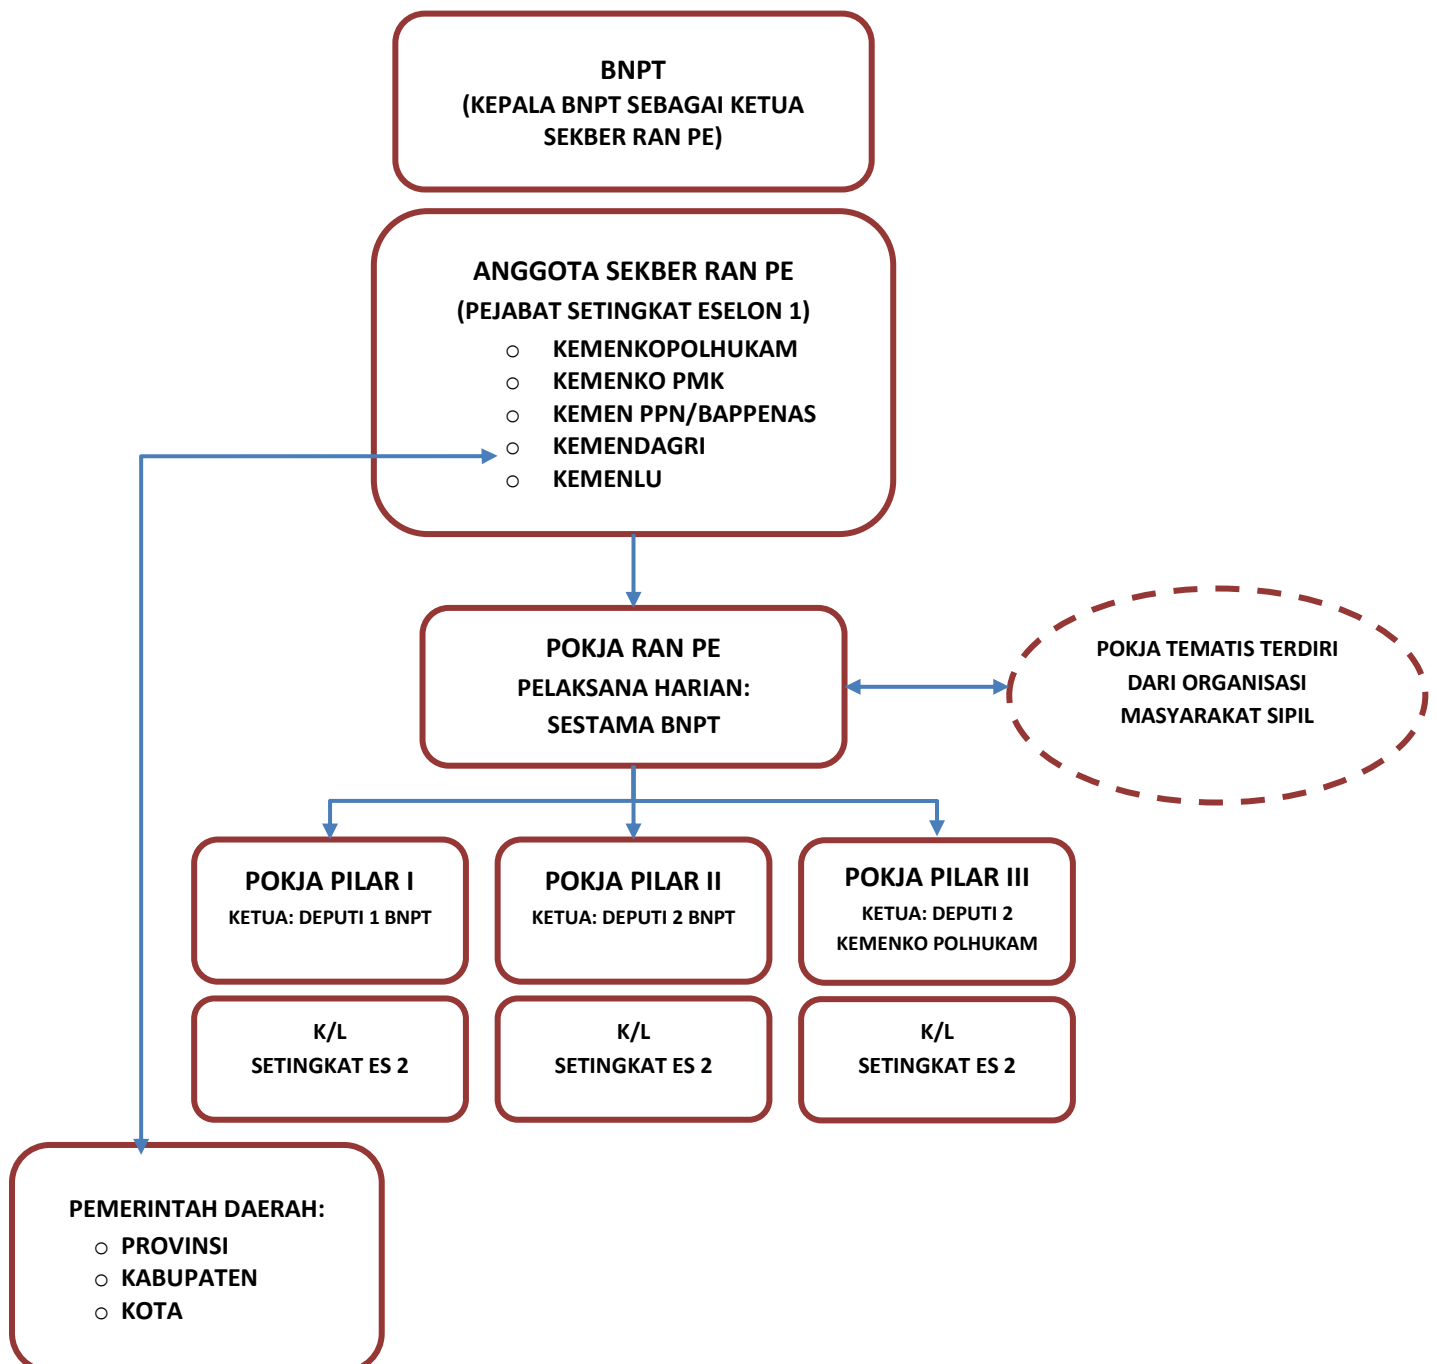 BNPT
(KEPALA BNPT SEBAGAI KETUA
SEKBER RAN PE)
ANGGOTA SEKBER RAN PE
(PEJABAT SETINGKAT ESELON 1)
o KEMENKOPOLHUKAM
o KEMENKO PMK
o KEMEN PPN/BAPPENAS
o KEMENDAGRI
o KEMENLU
POKJA RAN PE
PELAKSANA HARIAN:
SESTAMA BNPT
POKJA TEMATIS TERDIRI
DARI ORGANISASI
MASYARAKAT SIPIL
POKJA PILAR I
KETUA: DEPUTI 1 BNPT
POKJA PILAR II
KETUA: DEPUTI 2 BNPT
POKJA PILAR III
KETUA: DEPUTI 2
KEMENKO POLHUKAM
K/L
SETINGKAT ES 2
K/L
SETINGKAT ES 2
K/L
SETINGKAT ES 2
PEMERINTAH DAERAH:
o PROVINSI
o KABUPATEN
o KOTA